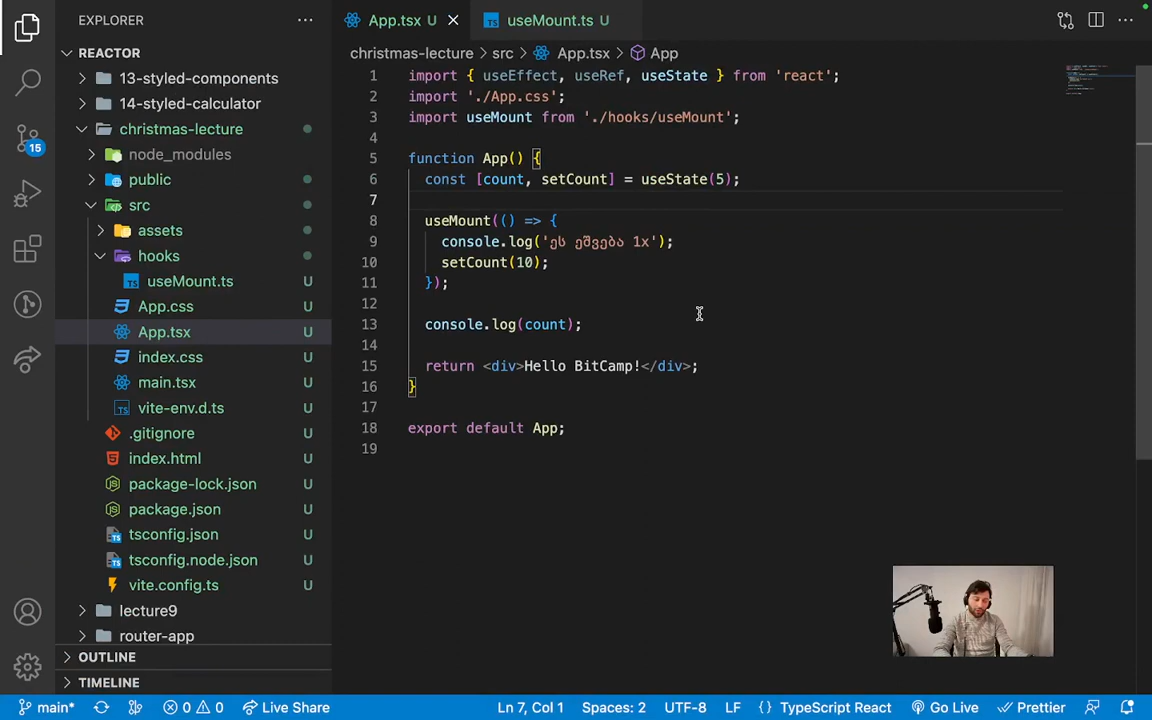 EXPLORER
REACTOR
13-styled-components
14-styled-calculator
christmas-lecture
node_modules
public
src
assets
hooks
useMount.ts U
App.css U
App.tsx U
index.css U
main.tsx U
vite-env.d.ts U
.gitignore U
index.html U
package-lock.json U
package.json U
tsconfig.json U
tsconfig.node.json U
vite.config.ts U
lecture9
router-app
OUTLINE
TIMELINE
15
App.tsx U
TS useMount.ts U
christmas-lecture > src > App.tsx > App
1 import { useEffect, useRef, useState } from 'react';
2 import './App.css';
3 import useMount from './hooks/useMount';
4
5 function App() {
6 const [count, setCount] = useState(5);
7
8 useMount(() => {
9 console.log('ეს ეშვება 1x');
10 setCount(10);
11 });
12
13 console.log(count);
14
15 return <div>Hello BitCamp!</div>;
16 }
17
18 export default App;
19
main* 0 0 Live Share Ln 7, Col 1 Spaces: 2 UTF-8 LF {} TypeScript React Go Live Prettier